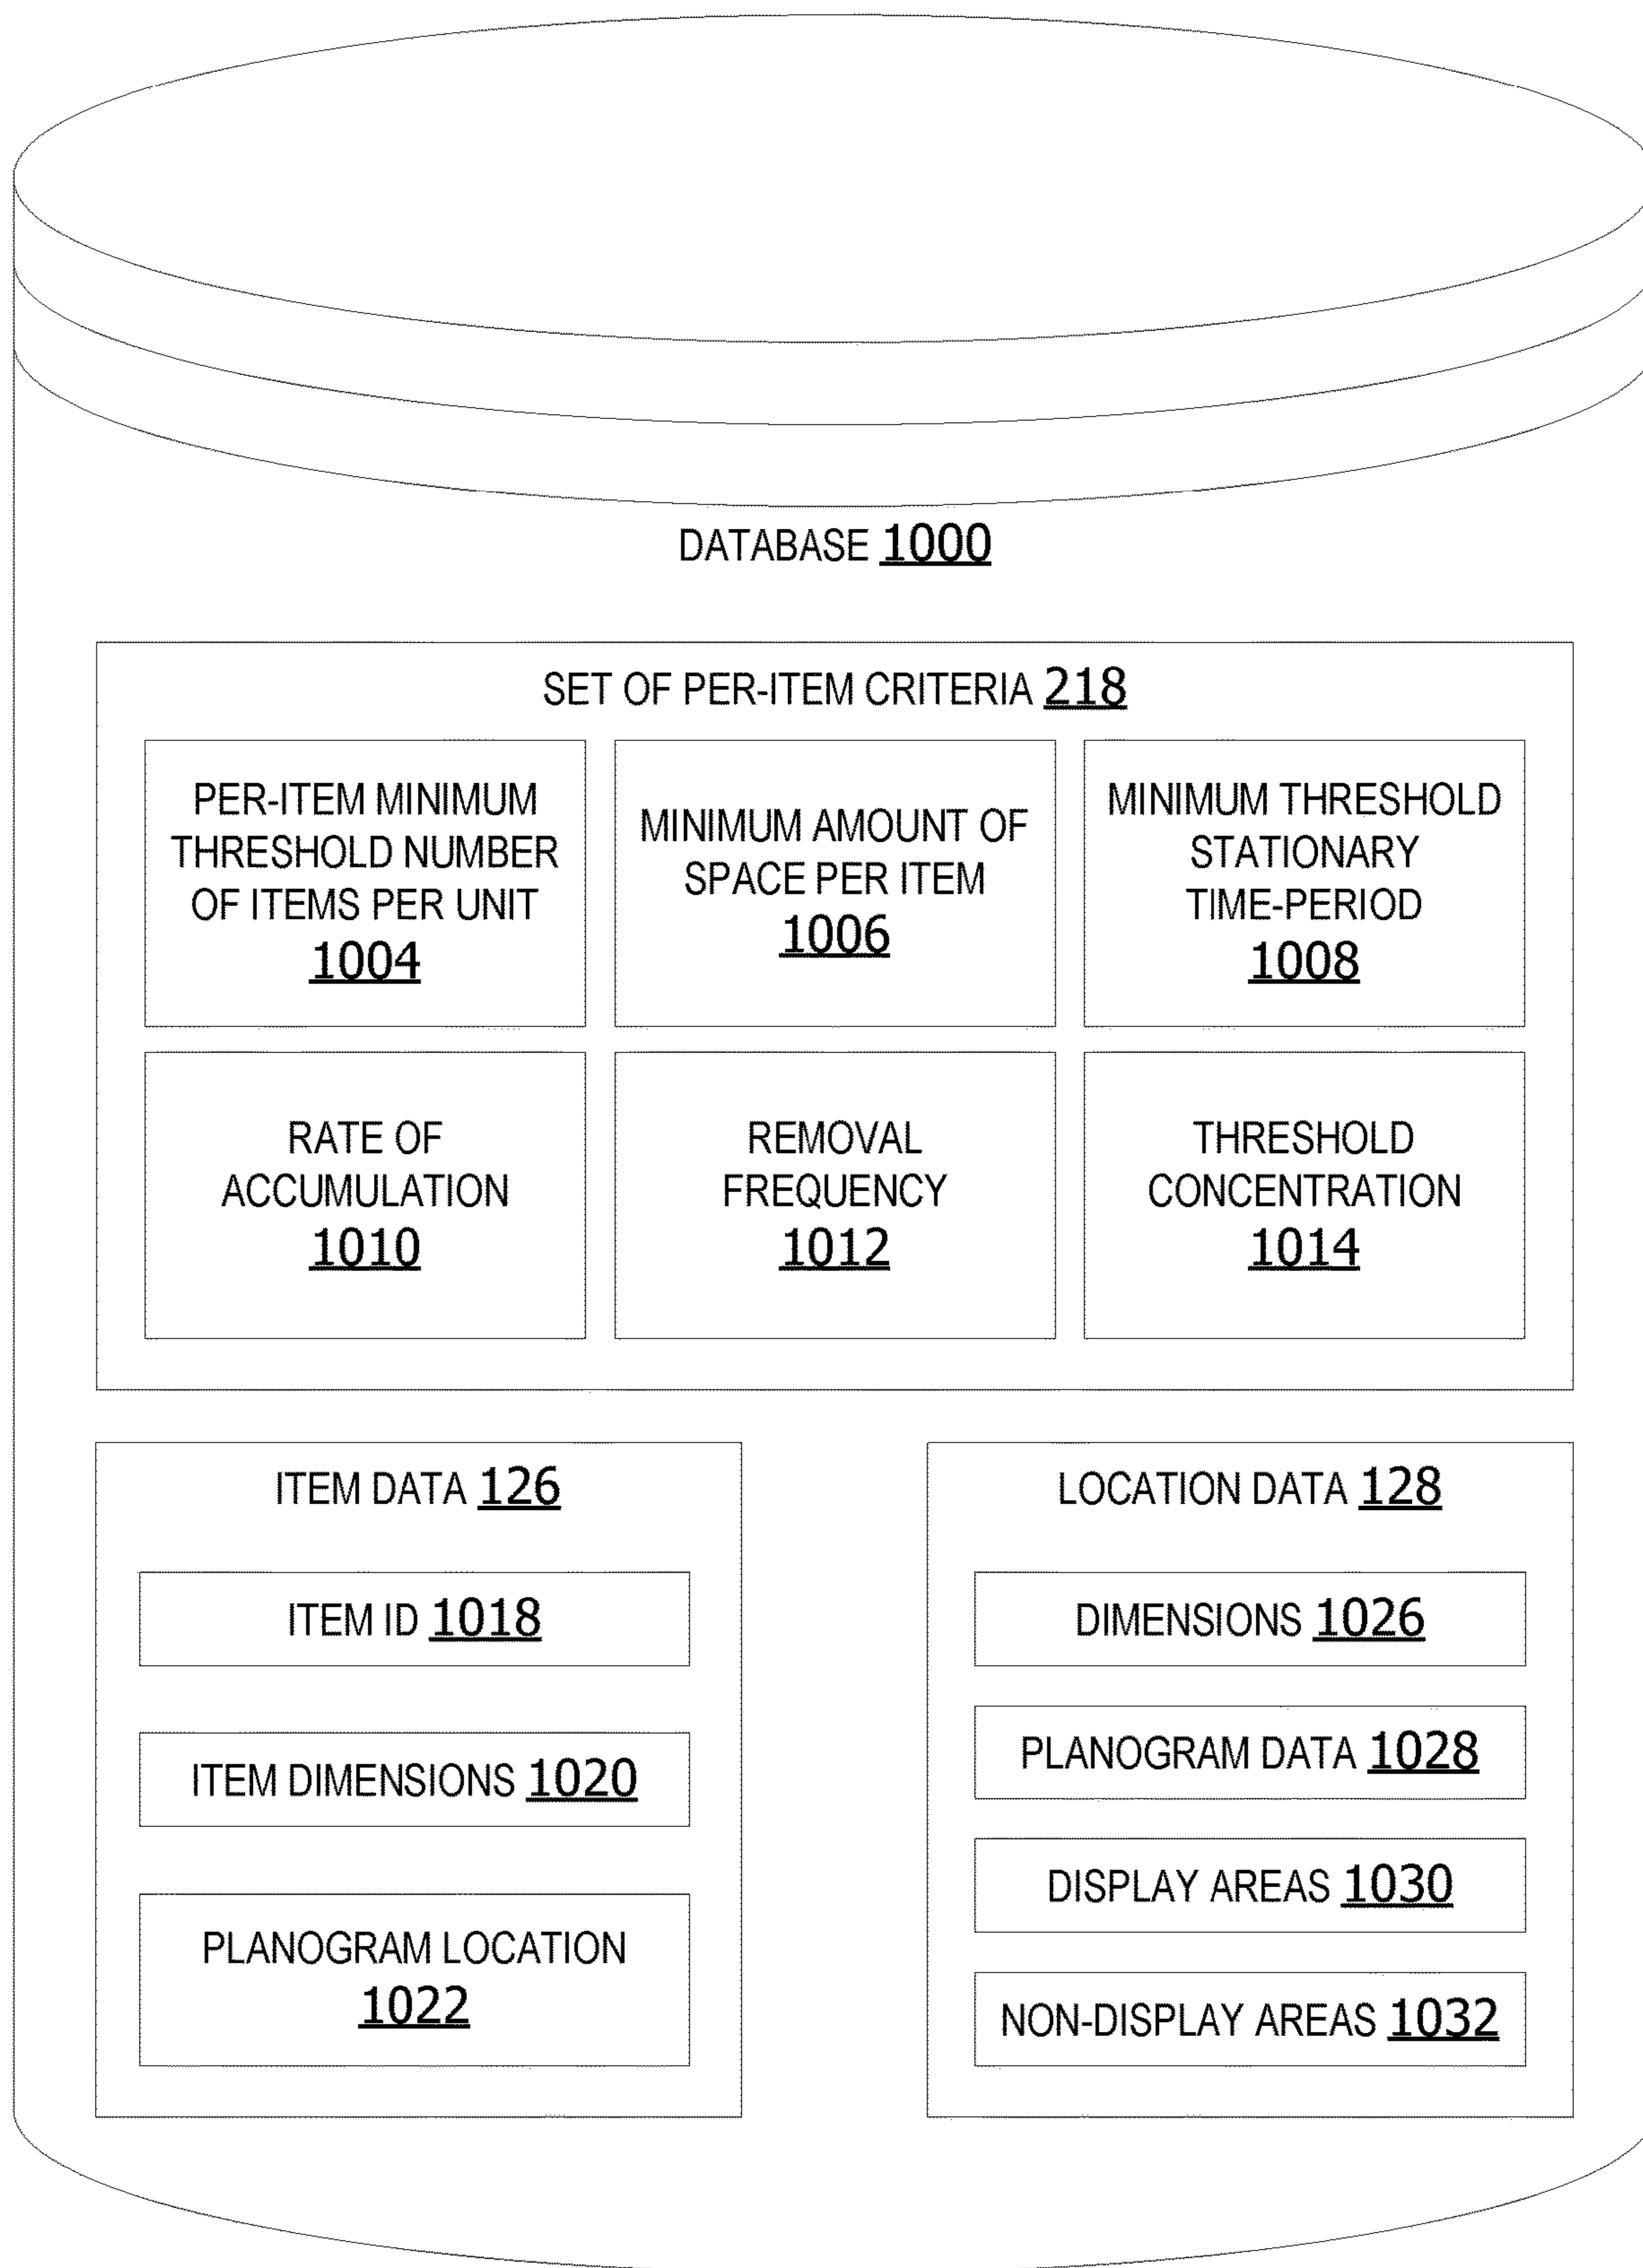 DATABASE 1000
SET OF PER-ITEM CRITERIA 218
PER-ITEM MINIMUM
THRESHOLD NUMBER
OF ITEMS PER UNIT
1004
MINIMUM AMOUNT OF
SPACE PER ITEM
1006
MINIMUM THRESHOLD
STATIONARY
TIME-PERIOD
1008
RATE OF
ACCUMULATION
1010
REMOVAL
FREQUENCY
1012
THRESHOLD
CONCENTRATION
1014
ITEM DATA 126
ITEM ID 1018
ITEM DIMENSIONS 1020
PLANOGRAM LOCATION
1022
LOCATION DATA 128
DIMENSIONS 1026
PLANOGRAM DATA 1028
DISPLAY AREAS 1030
NON-DISPLAY AREAS 1032